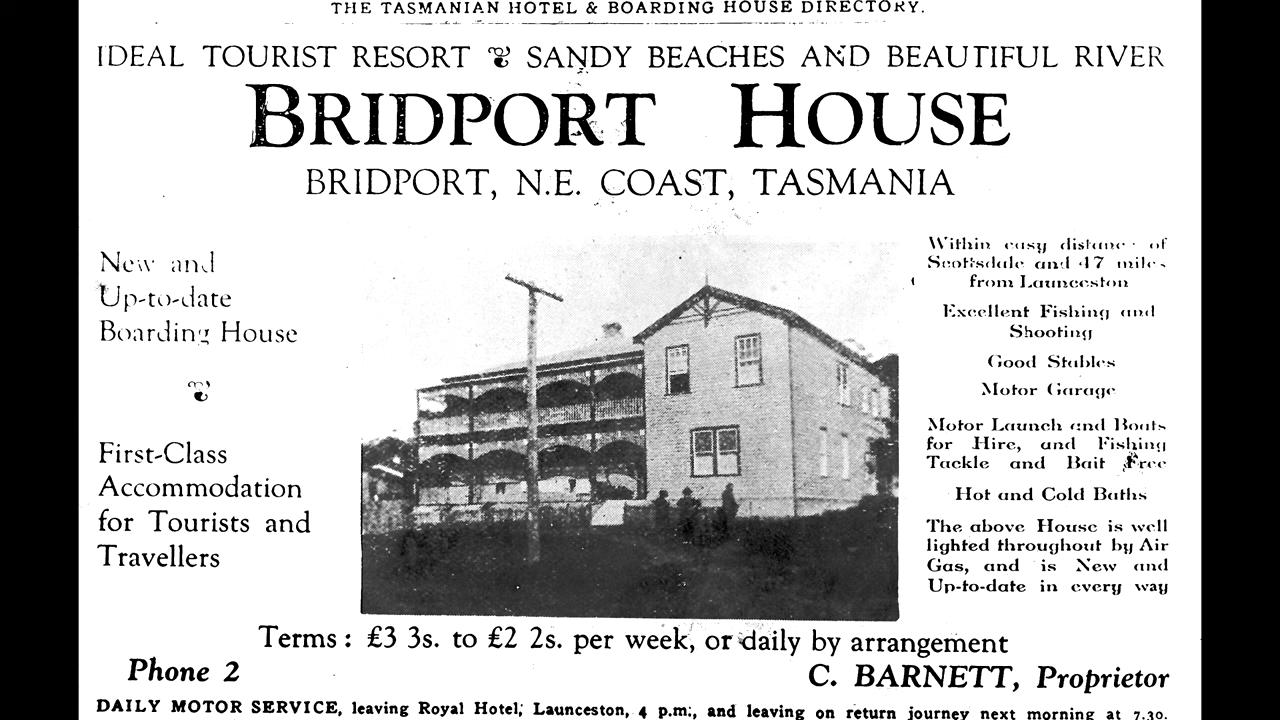 THE TASMANIAN HOTEL & BOARDING HOUSE DIRECTORY.
IDEAL TOURIST RESORT ❦ SANDY BEACHES AND BEAUTIFUL RIVER
BRIDPORT HOUSE
BRIDPORT, N.E. COAST, TASMANIA
New and
Up-to-date
Boarding House
First-Class
Accommodation
for Tourists and
Travellers
Within easy distance of
Scottsdale and 47 miles
from Launceston
Excellent Fishing and
Shooting
Good Stables
Motor Garage
Motor Launch and Boats
for Hire, and Fishing
Tackle and Bait Free
Hot and Cold Baths
The above House is well
lighted throughout by Air
Gas, and is New and
Up-to-date in every way
Terms : £3 3s. to £2 2s. per week, or daily by arrangement
Phone 2
C. BARNETT, Proprietor
DAILY MOTOR SERVICE, leaving Royal Hotel, Launceston, 4 p.m., and leaving on return journey next morning at 7.30.